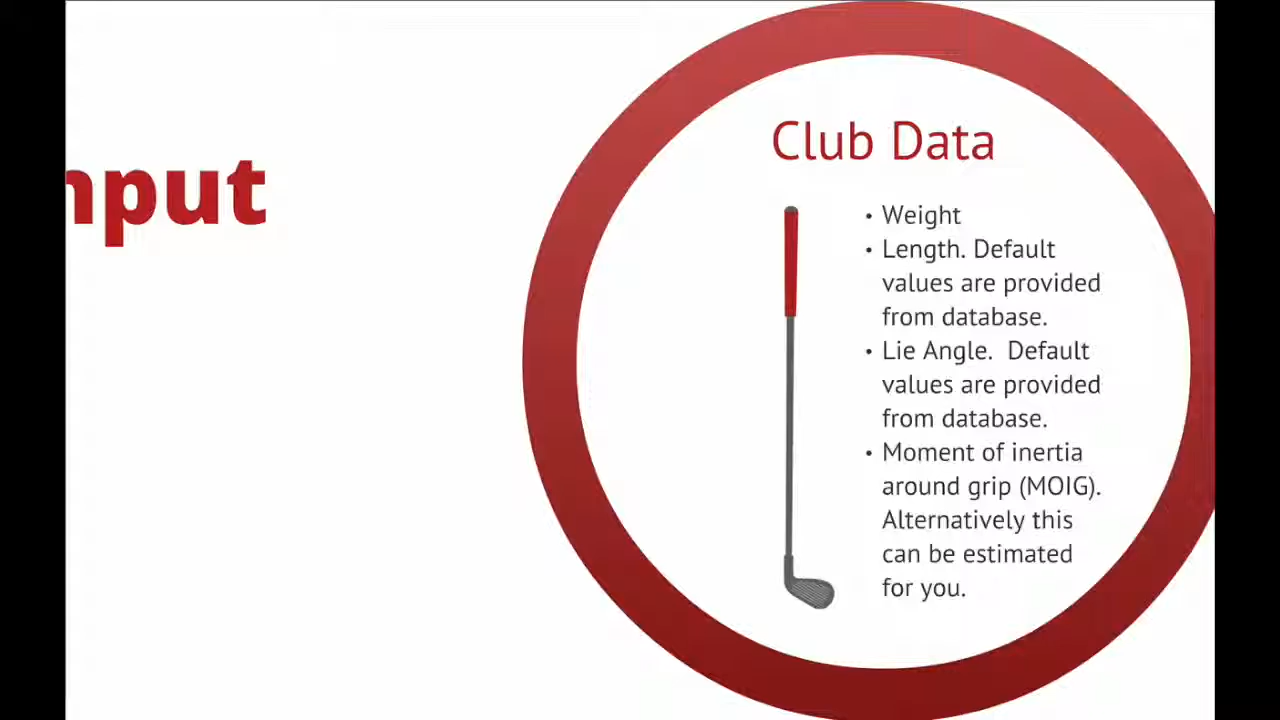 nput
Club Data
• Weight
• Length. Default
values are provided
from database.
• Lie Angle.  Default
values are provided
from database.
• Moment of inertia
around grip (MOIG).
Alternatively this
can be estimated
for you.